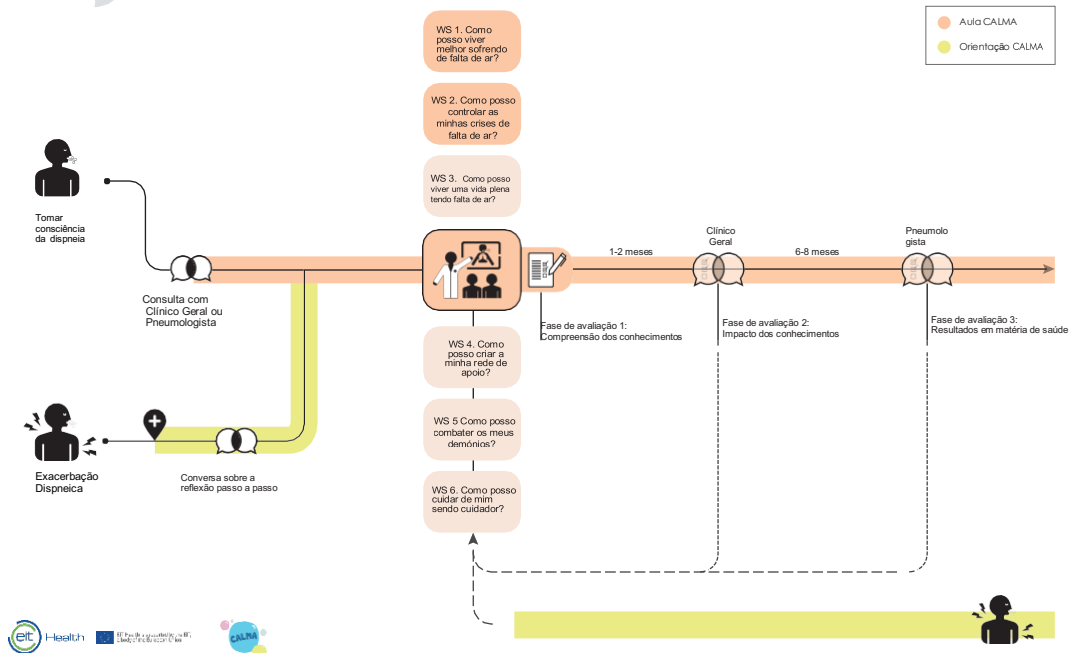 WS 1. Como
posso viver
melhor sofrendo
de falta de ar?
Aula CALMA
Orientação CALMA
WS 2. Como posso
controlar as
minhas crises de
falta de ar?
WS 3. Como posso
viver uma vida plena
tendo falta de ar?
Tomar
consciência
da dispneia
Consulta com
Clínico Geral ou
Pneumologista
1-2 meses
Clínico
Geral
6-8 meses
Pneumolo
gista
Fase de avaliação 1:
Compreensão dos conhecimentos
Fase de avaliação 2:
Impacto dos conhecimentos
Fase de avaliação 3:
Resultados em matéria de saúde
WS 4. Como
posso criar a
minha rede de
apoio?
WS 5 Como posso
combater os meus
demónios?
WS 6. Como posso
cuidar de mim
sendo cuidador?
Exacerbação
Dispneica
Conversa sobre a
reflexão passo a passo
eit Health
CALMA